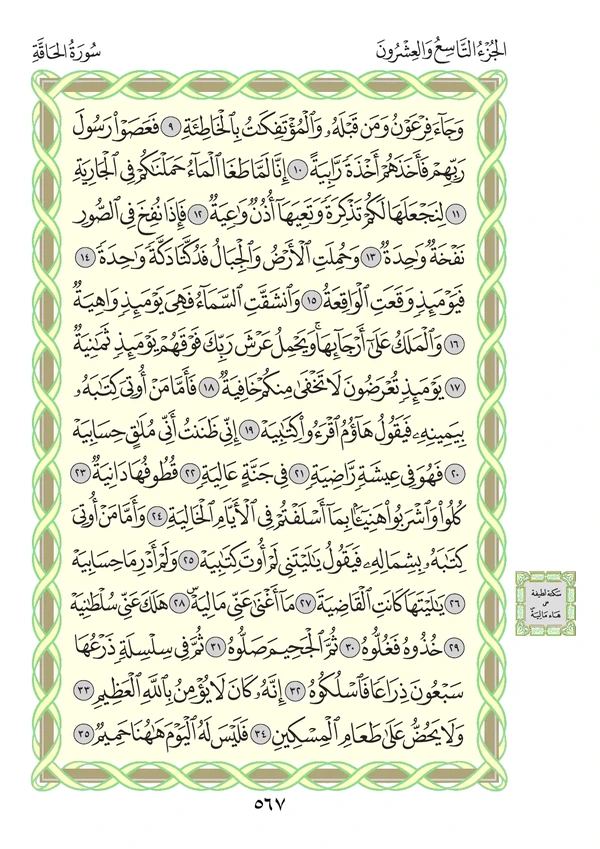 الجُزْءُ التَّاسِعُ وَالعِشْرُونَ
سُورَةُ الحَاقَّةِ
وَجَآءَ فِرْعَوْنُ وَمَن قَبْلَهُۥ وَٱلْمُؤْتَفِكَٰتُ بِٱلْخَاطِئَةِ ٩ فَعَصَوْا۟ رَسُولَ
رَبِّهِمْ فَأَخَذَهُمْ أَخْذَةً رَّابِيَةً ١٠ إِنَّا لَمَّا طَغَا ٱلْمَآءُ حَمَلْنَٰكُمْ فِى ٱلْجَارِيَةِ
١١ لِنَجْعَلَهَا لَكُمْ تَذْكِرَةً وَتَعِيَهَآ أُذُنٌ وَٰعِيَةٌ ١٢ فَإِذَا نُفِخَ فِى ٱلصُّورِ
نَفْخَةٌ وَٰحِدَةٌ ١٣ وَحُمِلَتِ ٱلْأَرْضُ وَٱلْجِبَالُ فَدُكَّتَا دَكَّةً وَٰحِدَةً ١٤
فَيَوْمَئِذٍ وَقَعَتِ ٱلْوَاقِعَةُ ١٥ وَٱنشَقَّتِ ٱلسَّمَآءُ فَهِىَ يَوْمَئِذٍ وَاهِيَةٌ
١٦ وَٱلْمَلَكُ عَلَىٰٓ أَرْجَآئِهَا ۚ وَيَحْمِلُ عَرْشَ رَبِّكَ فَوْقَهُمْ يَوْمَئِذٍ ثَمَٰنِيَةٌ
١٧ يَوْمَئِذٍ تُعْرَضُونَ لَا تَخْفَىٰ مِنكُمْ خَافِيَةٌ ١٨ فَأَمَّا مَنْ أُوتِىَ كِتَٰبَهُۥ
بِيَمِينِهِۦ فَيَقُولُ هَآؤُمُ ٱقْرَءُوا۟ كِتَٰبِيَهْ ١٩ إِنِّى ظَنَنتُ أَنِّى مُلَٰقٍ حِسَابِيَهْ
٢٠ فَهُوَ فِى عِيشَةٍ رَّاضِيَةٍ ٢١ فِى جَنَّةٍ عَالِيَةٍ ٢٢ قُطُوفُهَا دَانِيَةٌ ٢٣
كُلُوا۟ وَٱشْرَبُوا۟ هَنِيٓـًٔۢا بِمَآ أَسْلَفْتُمْ فِى ٱلْأَيَّامِ ٱلْخَالِيَةِ ٢٤ وَأَمَّا مَنْ أُوتِىَ
كِتَٰبَهُۥ بِشِمَالِهِۦ فَيَقُولُ يَٰلَيْتَنِى لَمْ أُوتَ كِتَٰبِيَهْ ٢٥ وَلَمْ أَدْرِ مَا حِسَابِيَهْ
٢٦ يَٰلَيْتَهَا كَانَتِ ٱلْقَاضِيَةَ ٢٧ مَآ أَغْنَىٰ عَنِّى مَالِيَهْ ۜ ٢٨ هَلَكَ عَنِّى سُلْطَٰنِيَهْ
٢٩ خُذُوهُ فَغُلُّوهُ ٣٠ ثُمَّ ٱلْجَحِيمَ صَلُّوهُ ٣١ ثُمَّ فِى سِلْسِلَةٍ ذَرْعُهَا
سَبْعُونَ ذِرَاعًا فَٱسْلُكُوهُ ٣٢ إِنَّهُۥ كَانَ لَا يُؤْمِنُ بِٱللَّهِ ٱلْعَظِيمِ ٣٣
وَلَا يَحُضُّ عَلَىٰ طَعَامِ ٱلْمِسْكِينِ ٣٤ فَلَيْسَ لَهُ ٱلْيَوْمَ هَٰهُنَا حَمِيمٌ ٣٥
سَكتة لطيفة
على
هَاء مَالِيَهْ
٥٦٧